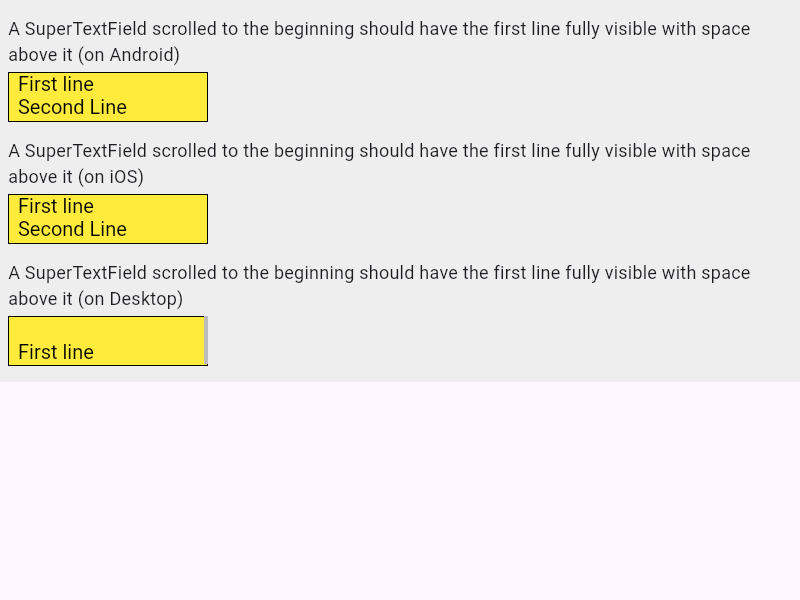 A SuperTextField scrolled to the beginning should have the first line fully visible with space
above it (on Android)
First line
Second Line
A SuperTextField scrolled to the beginning should have the first line fully visible with space
above it (on iOS)
First line
Second Line
A SuperTextField scrolled to the beginning should have the first line fully visible with space
above it (on Desktop)
First line